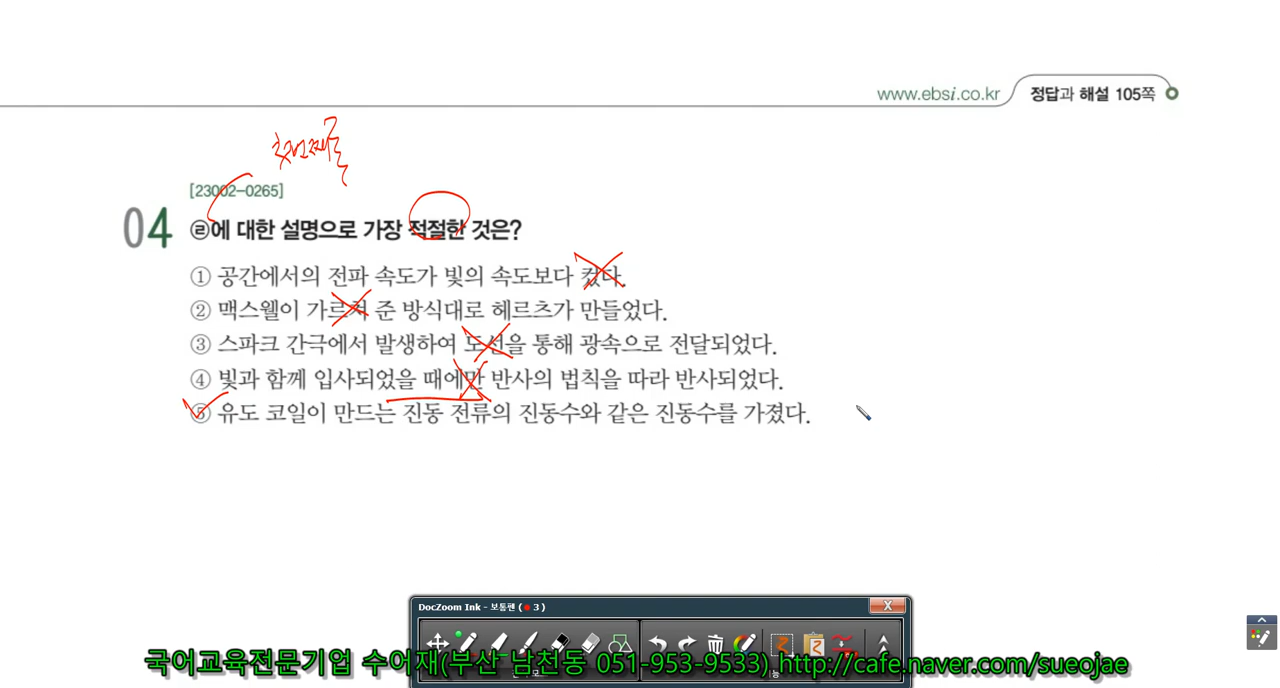 www.ebsi.co.kr 정답과 해설 105쪽
[23002-0265]
04 ㉣에 대한 설명으로 가장 적절한 것은?
① 공간에서의 전파 속도가 빛의 속도보다 컸다.
② 맥스웰이 가르쳐 준 방식대로 헤르츠가 만들었다.
③ 스파크 간극에서 발생하여 도선을 통해 광속으로 전달되었다.
④ 빛과 함께 입사되었을 때에만 반사의 법칙을 따라 반사되었다.
⑤ 유도 코일이 만드는 진동 전류의 진동수와 같은 진동수를 가졌다.
DocZoom Ink - 보통펜 ( 3 )
국어교육전문기업 수어재(부산 남천동 051-953-9533) http://cafe.naver.com/sueojae